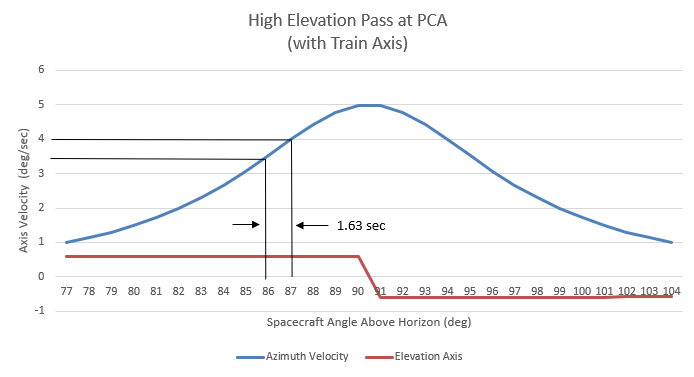 High Elevation Pass at PCA
(with Train Axis)
Axis Velocity (deg/sec)
6
5
4
3
2
1
0
-1
1.63 sec
77 78 79 80 81 82 83 84 85 86 87 88 89 90 91 92 93 94 95 96 97 98 99 100 101 102 103 104
Spacecraft Angle Above Horizon (deg)
Azimuth Velocity Elevation Axis